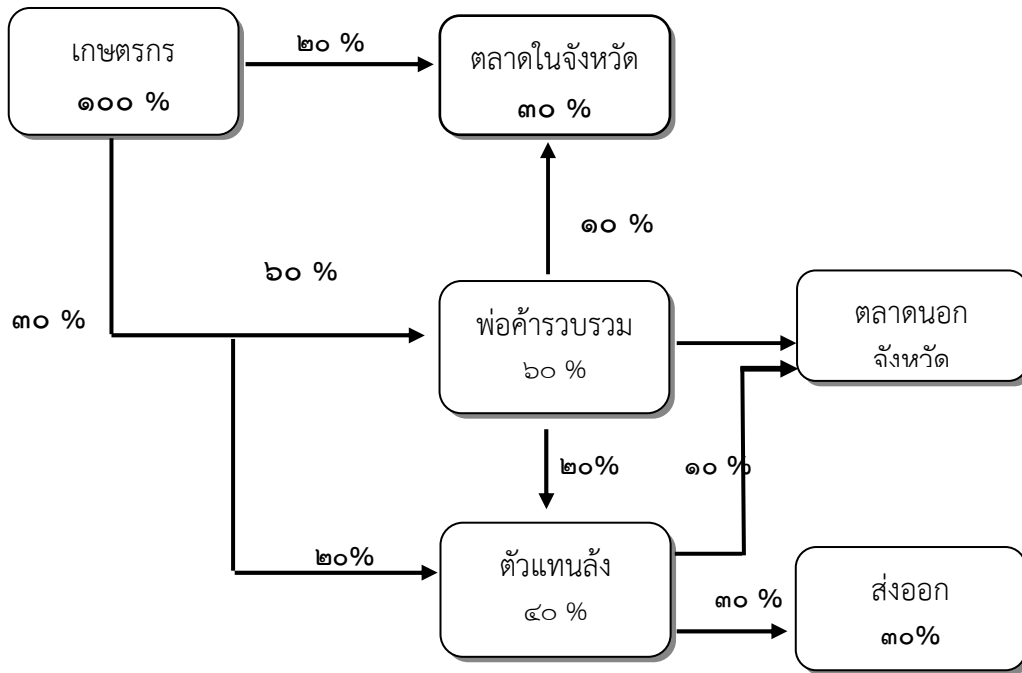 เกษตรกร
๑๐๐ %
๒๐ %
ตลาดในจังหวัด
๓๐ %
๑๐ %
๖๐ %
๓๐ %
พ่อค้ารวบรวม
๖๐ %
ตลาดนอก
จังหวัด
๒๐%
๑๐ %
๒๐%
ตัวแทนล้ง
๔๐ %
๓๐ %
ส่งออก
๓๐%